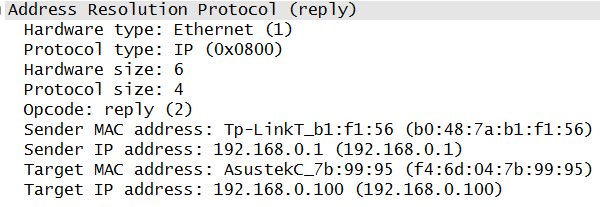 Address Resolution Protocol (reply)
Hardware type: Ethernet (1)
Protocol type: IP (0x0800)
Hardware size: 6
Protocol size: 4
Opcode: reply (2)
Sender MAC address: Tp-LinkT_b1:f1:56 (b0:48:7a:b1:f1:56)
Sender IP address: 192.168.0.1 (192.168.0.1)
Target MAC address: AsustekC_7b:99:95 (f4:6d:04:7b:99:95)
Target IP address: 192.168.0.100 (192.168.0.100)